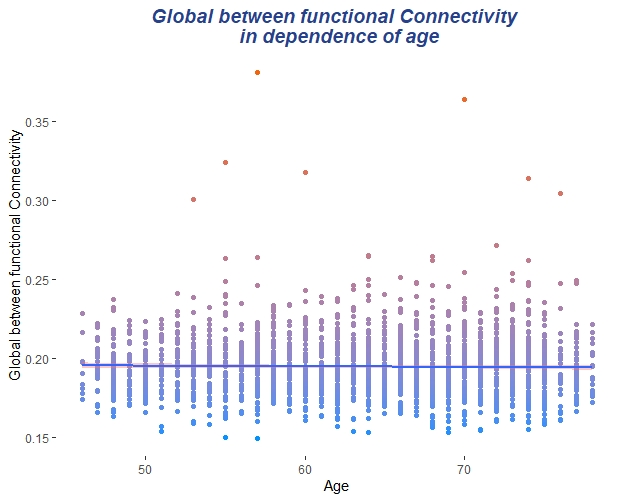 Global between functional Connectivity
in dependence of age
Global between functional Connectivity
0.35
0.30
0.25
0.20
0.15
50
60
70
Age